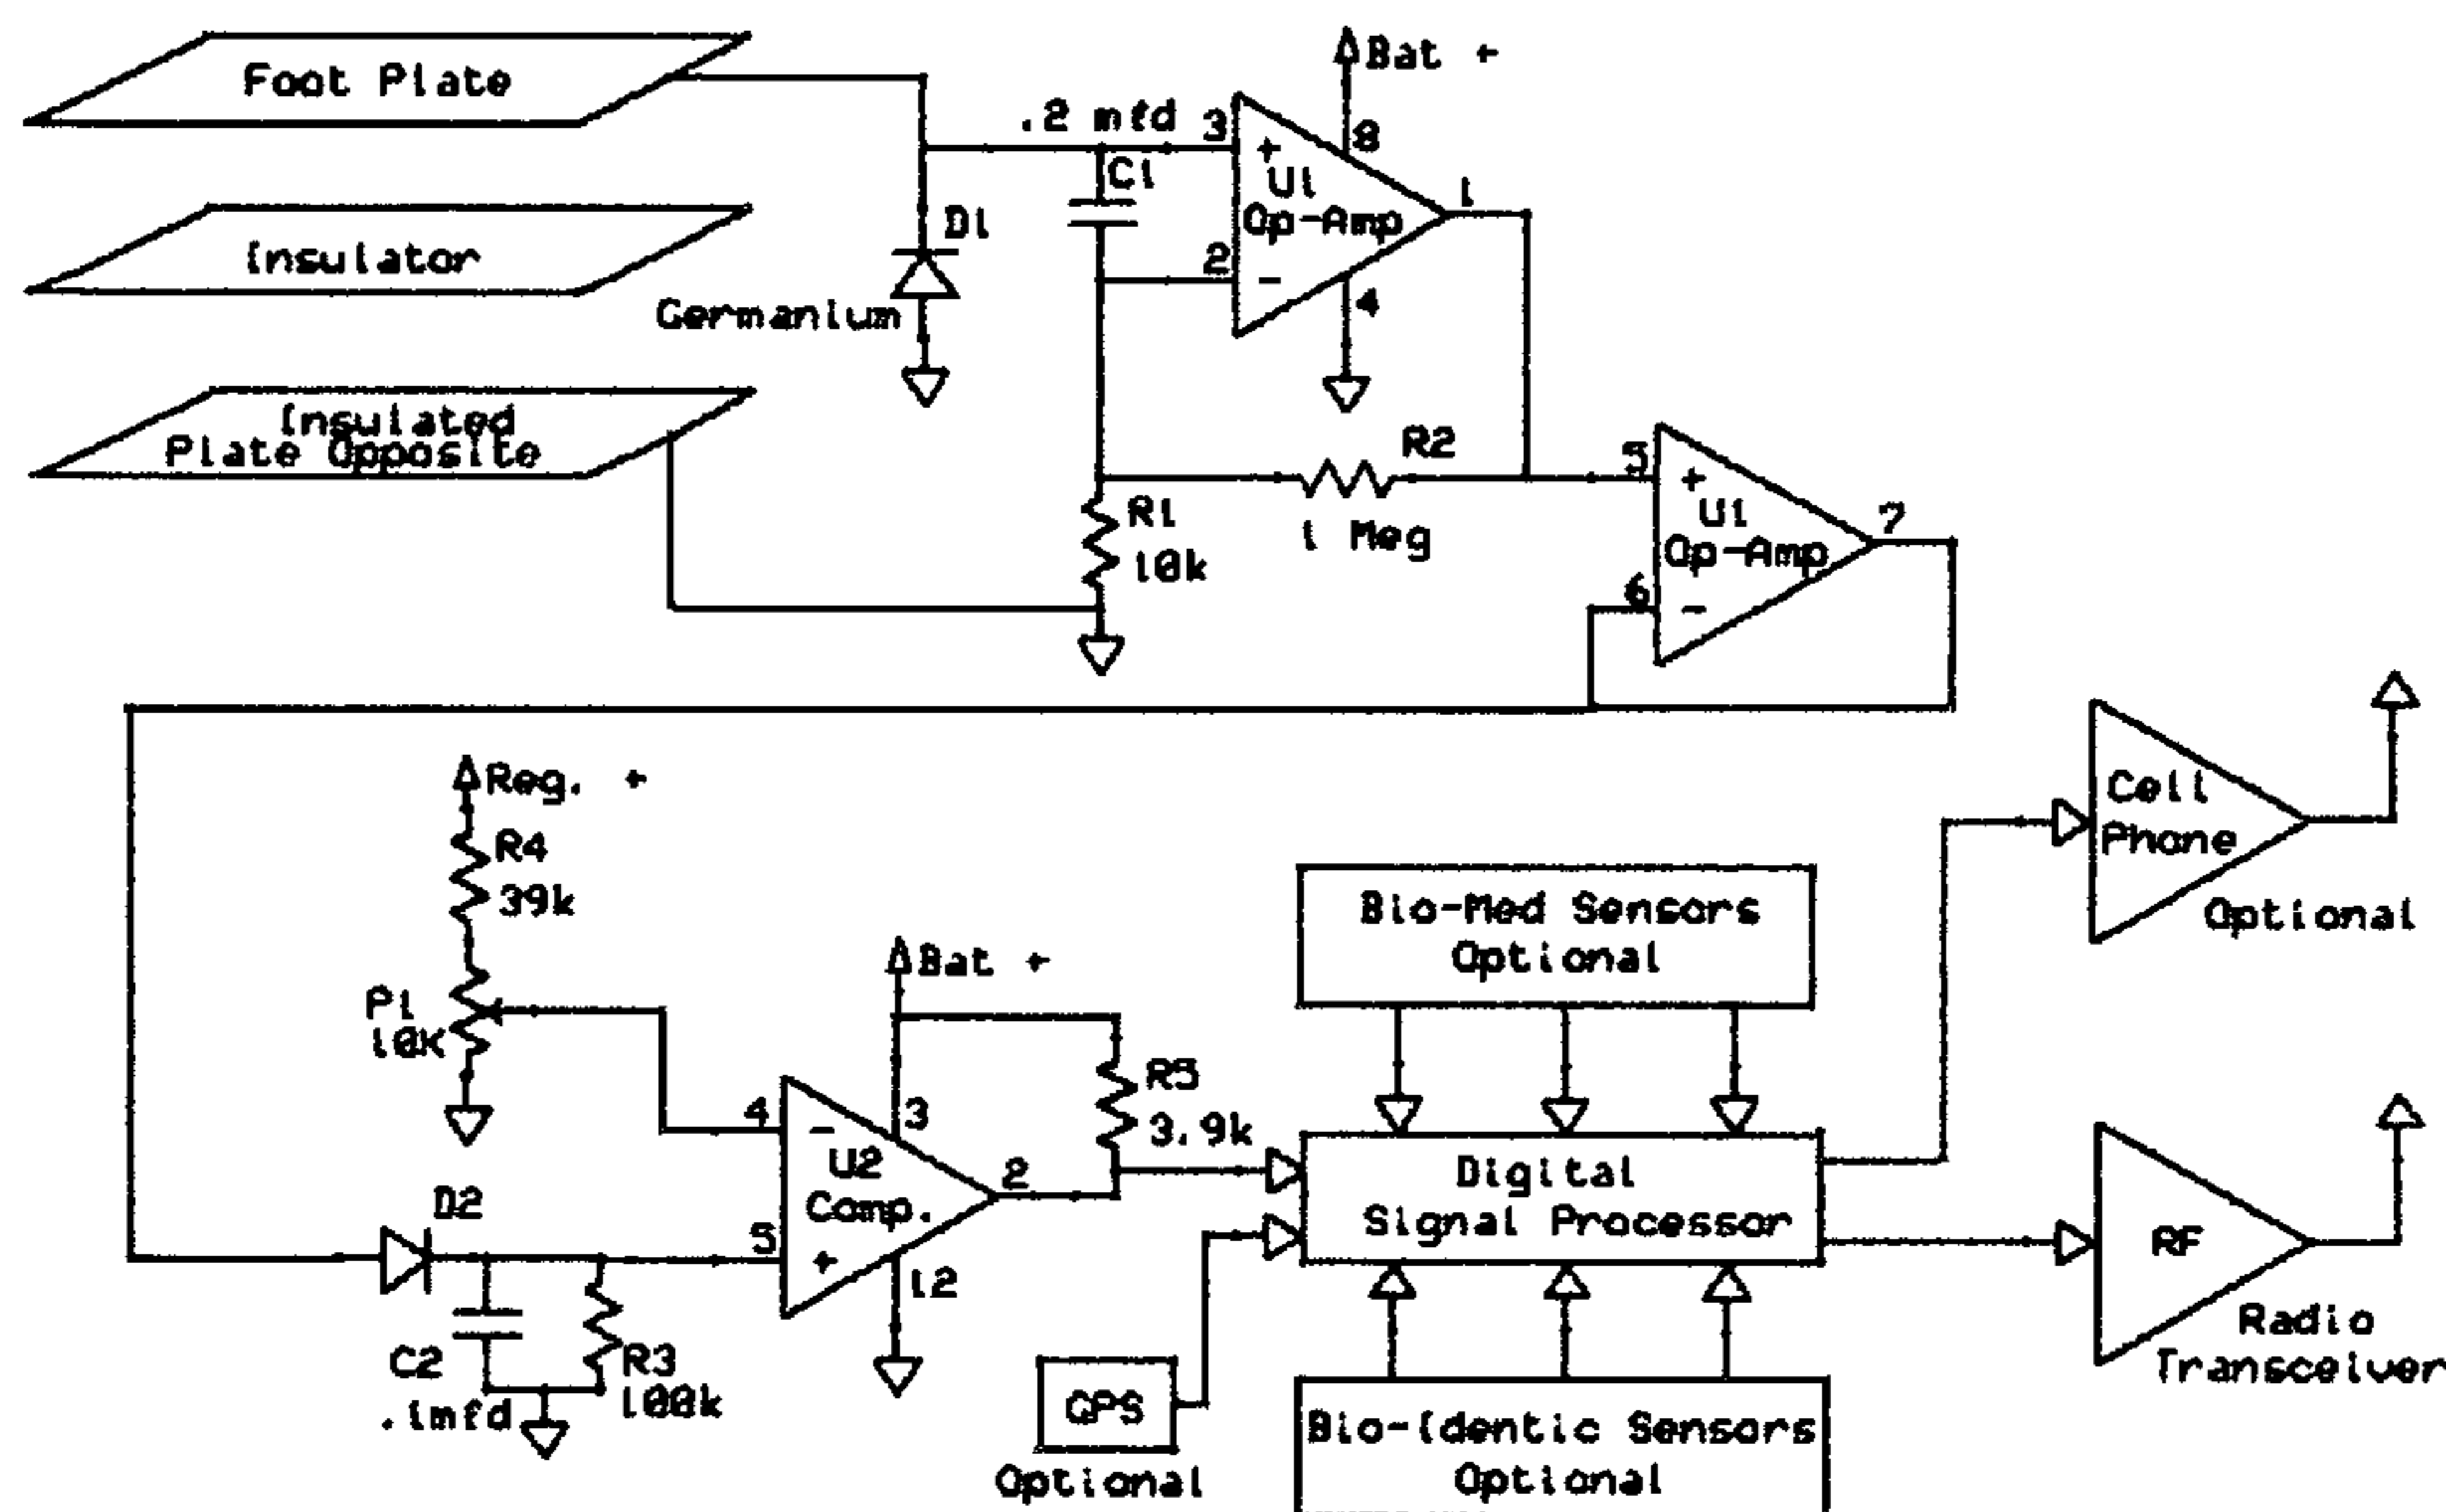 Foot Plate
Insulator
Insulated
Plate Opposite
Germanium
D1
.2 mfd
C1
3
+
U1
Op-Amp
2
-
Bat +
8
1
4
R2
1 Meg
R1
10k
5
+
U1
Op-Amp
6
-
7
Reg. +
R4
39k
P1
10K
Bat +
4
-
3
U2
Comp.
2
5
+
12
R5
3.9k
D2
C2
.1mfd
R3
100k
Bio-Med Sensors
Optional
Digital
Signal Processor
GPS
Optional
Bio-Identic Sensors
Optional
Cell
Phone
Optional
RF
Radio
Transceiver